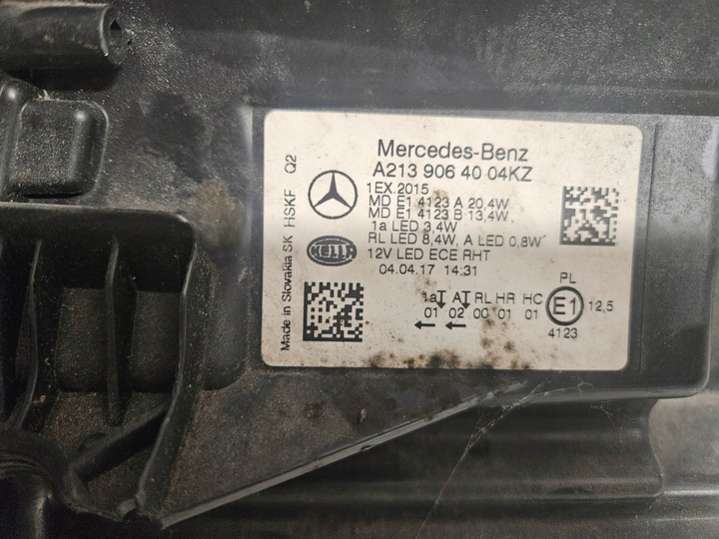 Mercedes-Benz
A213 906 40 04KZ
1EX.2015
MD E1 4123 A 20,4W
MD E1 4123 B 13,4W
1a LED 3,4W
RL LED 8,4W, A LED 0,8W
12V LED ECE RHT
04.04.17 14:31
HELLA
Made in Slovakia SK HSKF Q2
PL
1a A RL HR HC
01 02 00 01 01
E1 12,5
4123